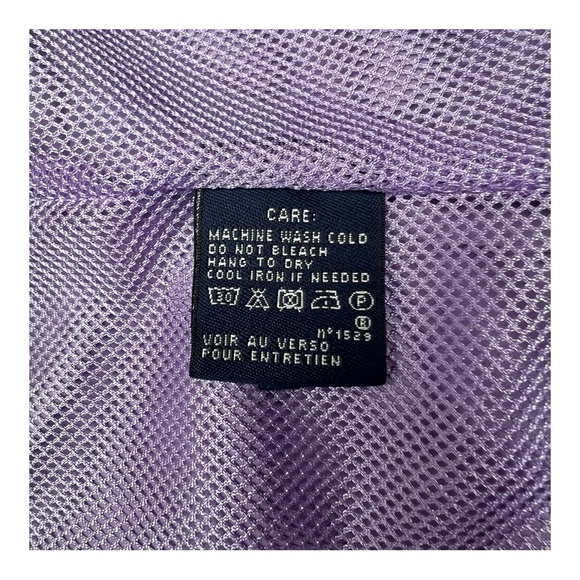 CARE:
MACHINE WASH COLD
DO NOT BLEACH
HANG TO DRY
COOL IRON IF NEEDED
30 P
®
n°1529
VOIR AU VERSO
POUR ENTRETIEN